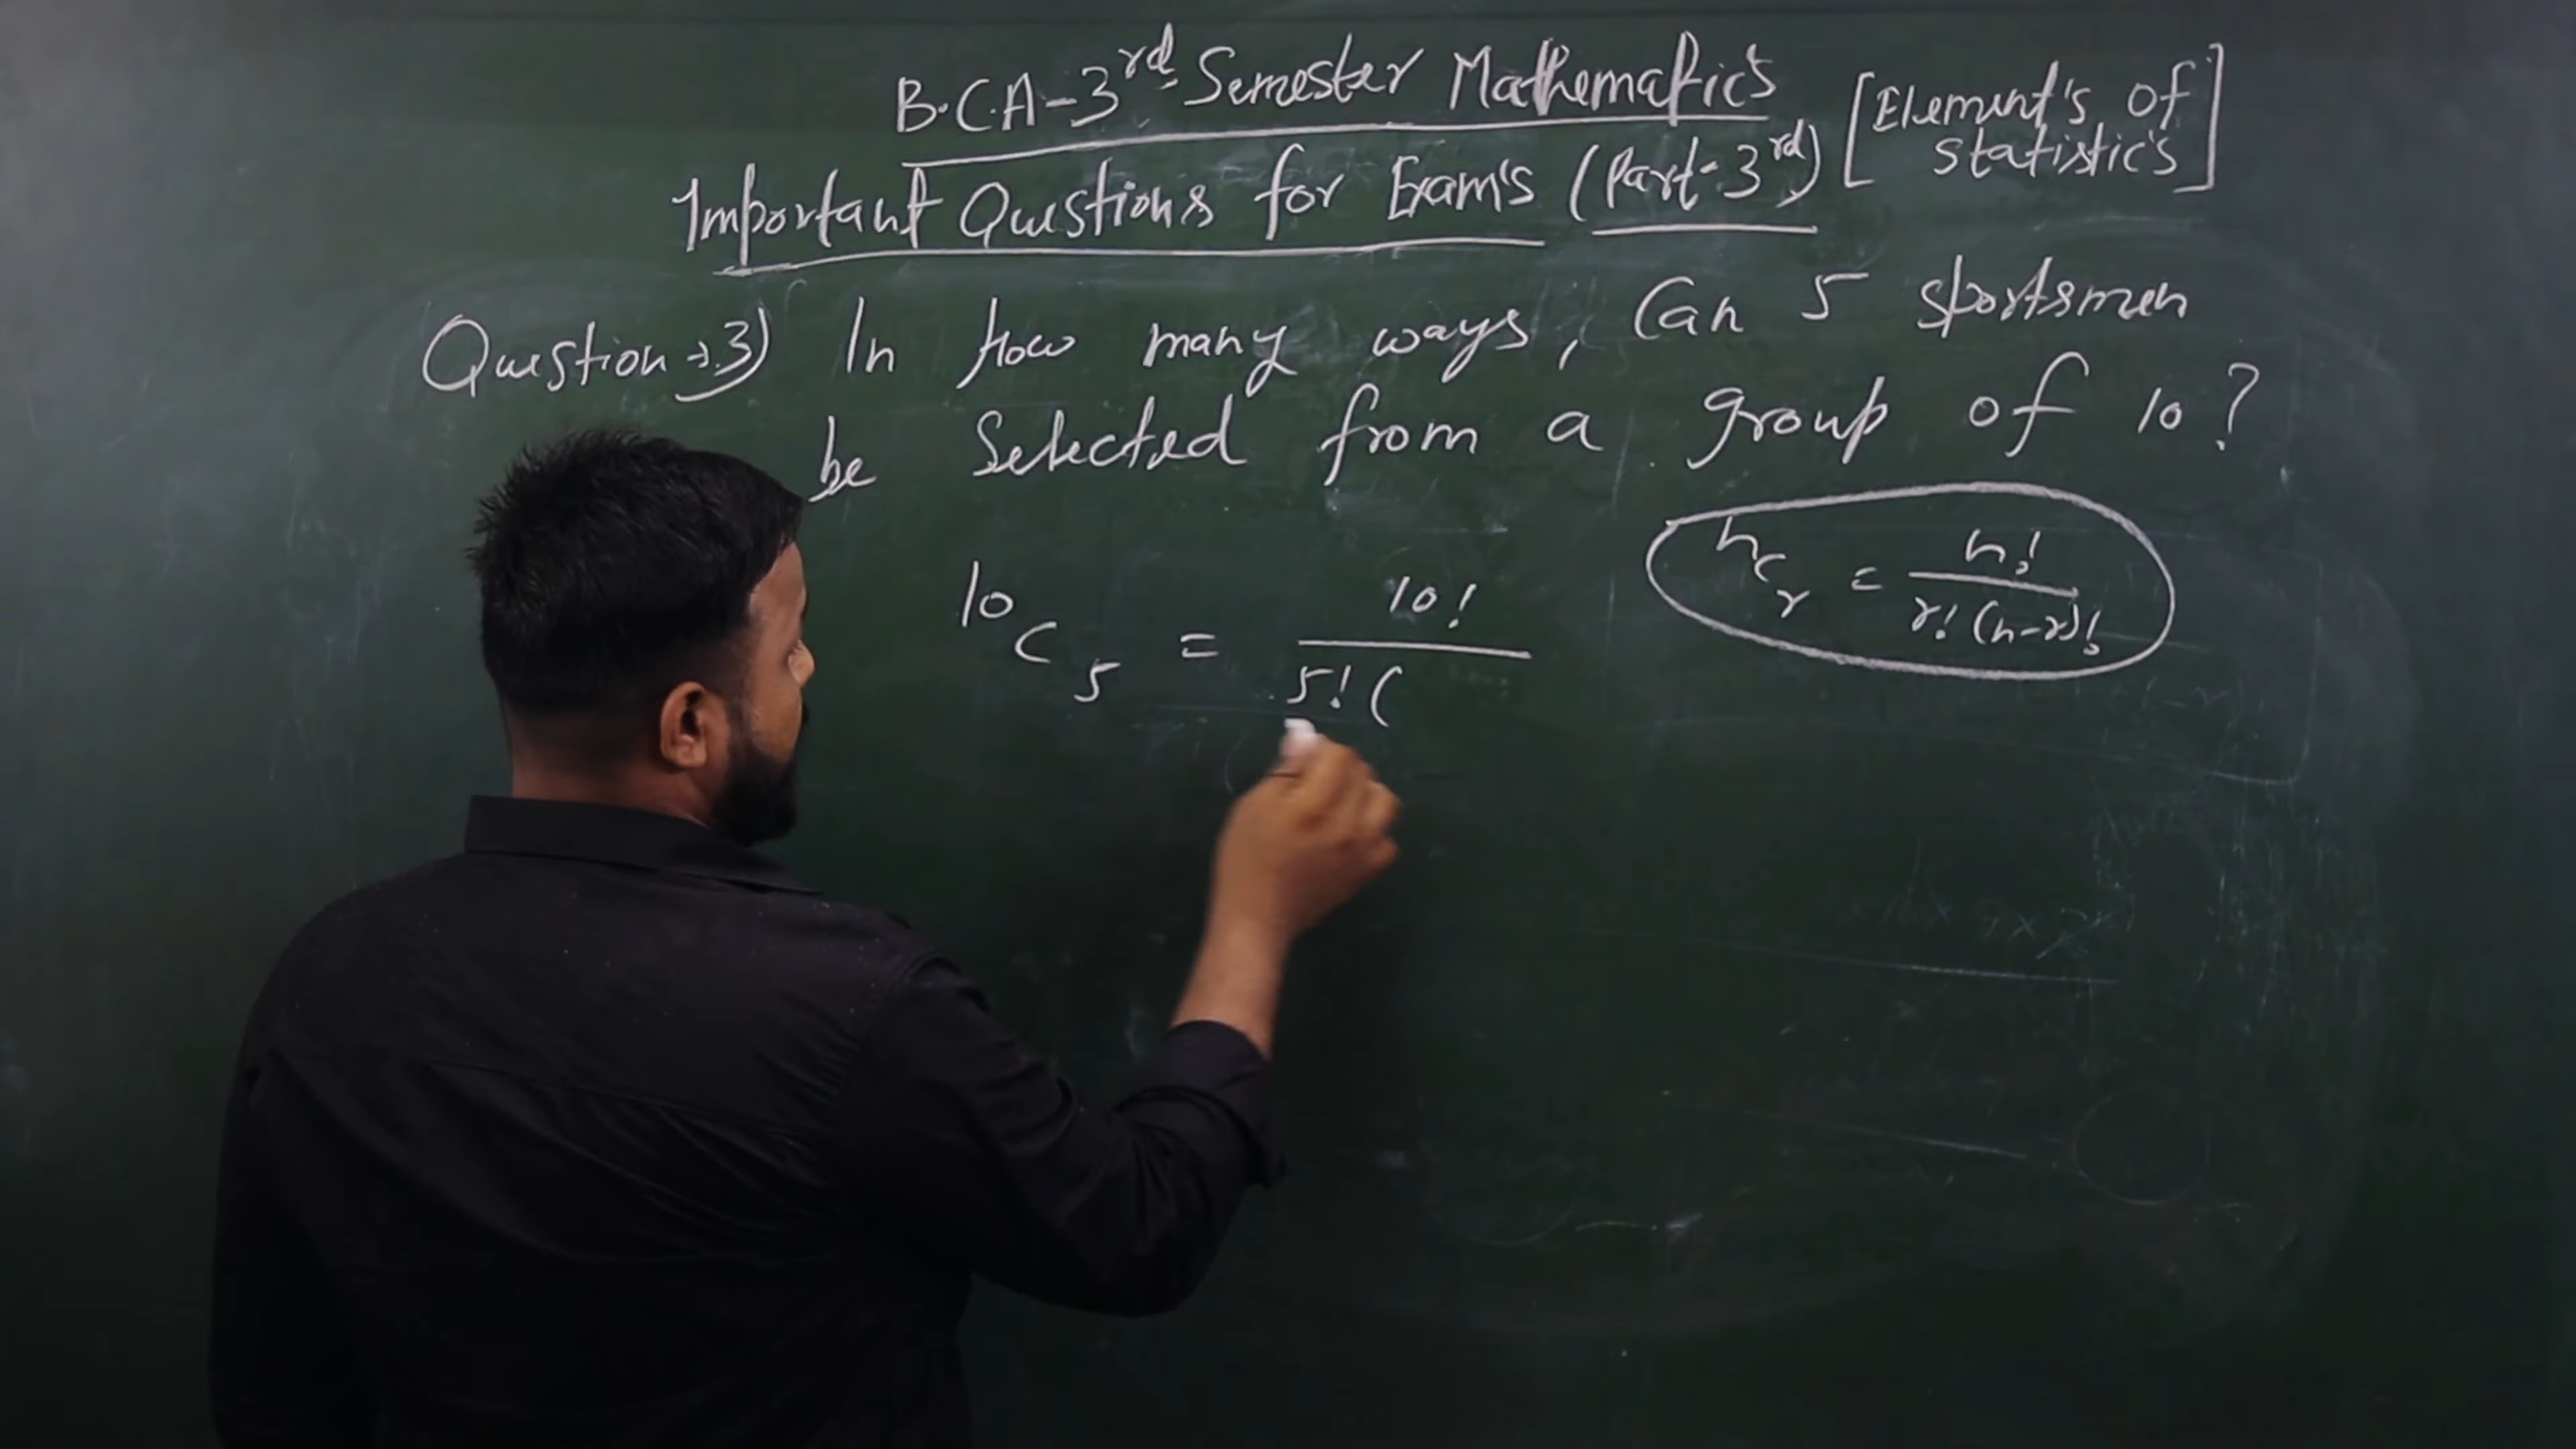 B.C.A-3rd Semester Mathematics [Element's of statistic's]
Important Questions for Exam's (Part-3rd)
Question→3) In How many ways, Can 5 sportsmen
be Selected from a group of 10?
nCr = n! / r!(n-r)!
10C5 = 10! / 5!(